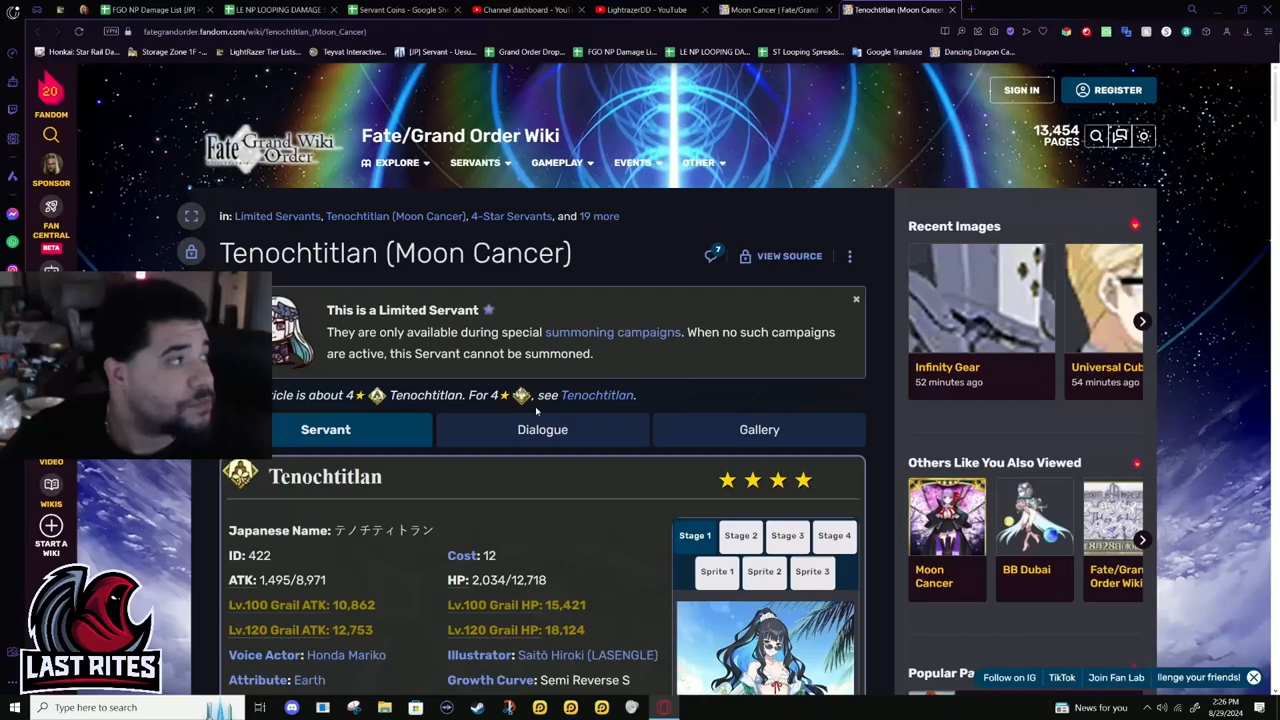 FGO NP Damage List [JP] -
LE NP LOOPING DAMAGE
Servant Coins - Google She
Channel dashboard - YouT
LightrazerDD - YouTube
Moon Cancer | Fate/Grand
Tenochtitlan (Moon Cancer
VPN fategrandorder.fandom.com/wiki/Tenochtitlan_(Moon_Cancer)
Honkai: Star Rail Da...
Storage Zone 1F -...
LightRazer Tier Lists...
Teyvat Interactive...
[JP] Servant - Uesu...
Grand Order Drop...
FGO NP Damage Li...
LE NP LOOPING DA...
ST Looping Spreads...
Google Translate
Dancing Dragon Ca...
20
FANDOM
SIGN IN
REGISTER
Fate Grand Wiki Order
Fate/Grand Order Wiki
13,454
PAGES
EXPLORE
SERVANTS
GAMEPLAY
EVENTS
OTHER
SPONSOR
FAN
CENTRAL
BETA
in: Limited Servants, Tenochtitlan (Moon Cancer), 4-Star Servants, and 19 more
Tenochtitlan (Moon Cancer)
7
VIEW SOURCE
This is a Limited Servant
They are only available during special summoning campaigns. When no such campaigns
are active, this Servant cannot be summoned.
icle is about 4★ Tenochtitlan. For 4★ , see Tenochtitlan.
Servant
Dialogue
Gallery
VIDEO
WIKIS
START A
WIKI
Tenochtitlan
Japanese Name: テノチティトラン
ID: 422
Cost: 12
ATK: 1,495/8,971
HP: 2,034/12,718
Lv.100 Grail ATK: 10,862
Lv.100 Grail HP: 15,421
Lv.120 Grail ATK: 12,753
Lv.120 Grail HP: 18,124
Voice Actor: Honda Mariko
Illustrator: Saitō Hiroki (LASENGLE)
Attribute: Earth
Growth Curve: Semi Reverse S
Stage 1
Stage 2
Stage 3
Stage 4
Sprite 1
Sprite 2
Sprite 3
Recent Images
Infinity Gear
52 minutes ago
Universal Cub
54 minutes ago
Others Like You Also Viewed
Moon
Cancer
BB Dubai
Fate/Gran
Order Wiki
Popular Pa
Follow on IG
TikTok
Join Fan Lab
llenge your friends!
LAST RITES
Type here to search
News for you
2:26 PM
8/29/2024